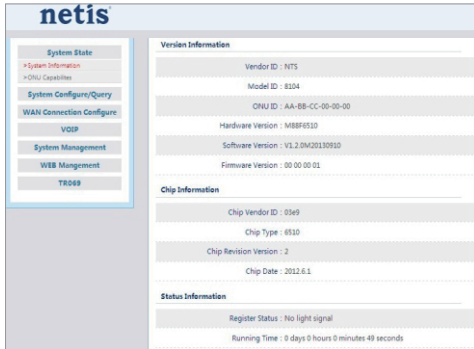 netis
System State
» System Information
> ONU Capabilites
System Configure/Query
WAN Connection Configure
VOIP
System Management
WEB Mangement
TR069
Version Information
Vendor ID : NTS
Model ID : 8104
ONU ID : AA-BB-CC-00-00-00
Hardware Version : M88F6510
Software Version : V1.2.0M20130910
Firmware Version : 00 00 00 01
Chip Information
Chip Vendor ID : 03e9
Chip Type : 6510
Chip Revision Version : 2
Chip Date : 2012.6.1
Status Information
Register Status : No light signal
Running Time : 0 days 0 hours 0 minutes 49 seconds